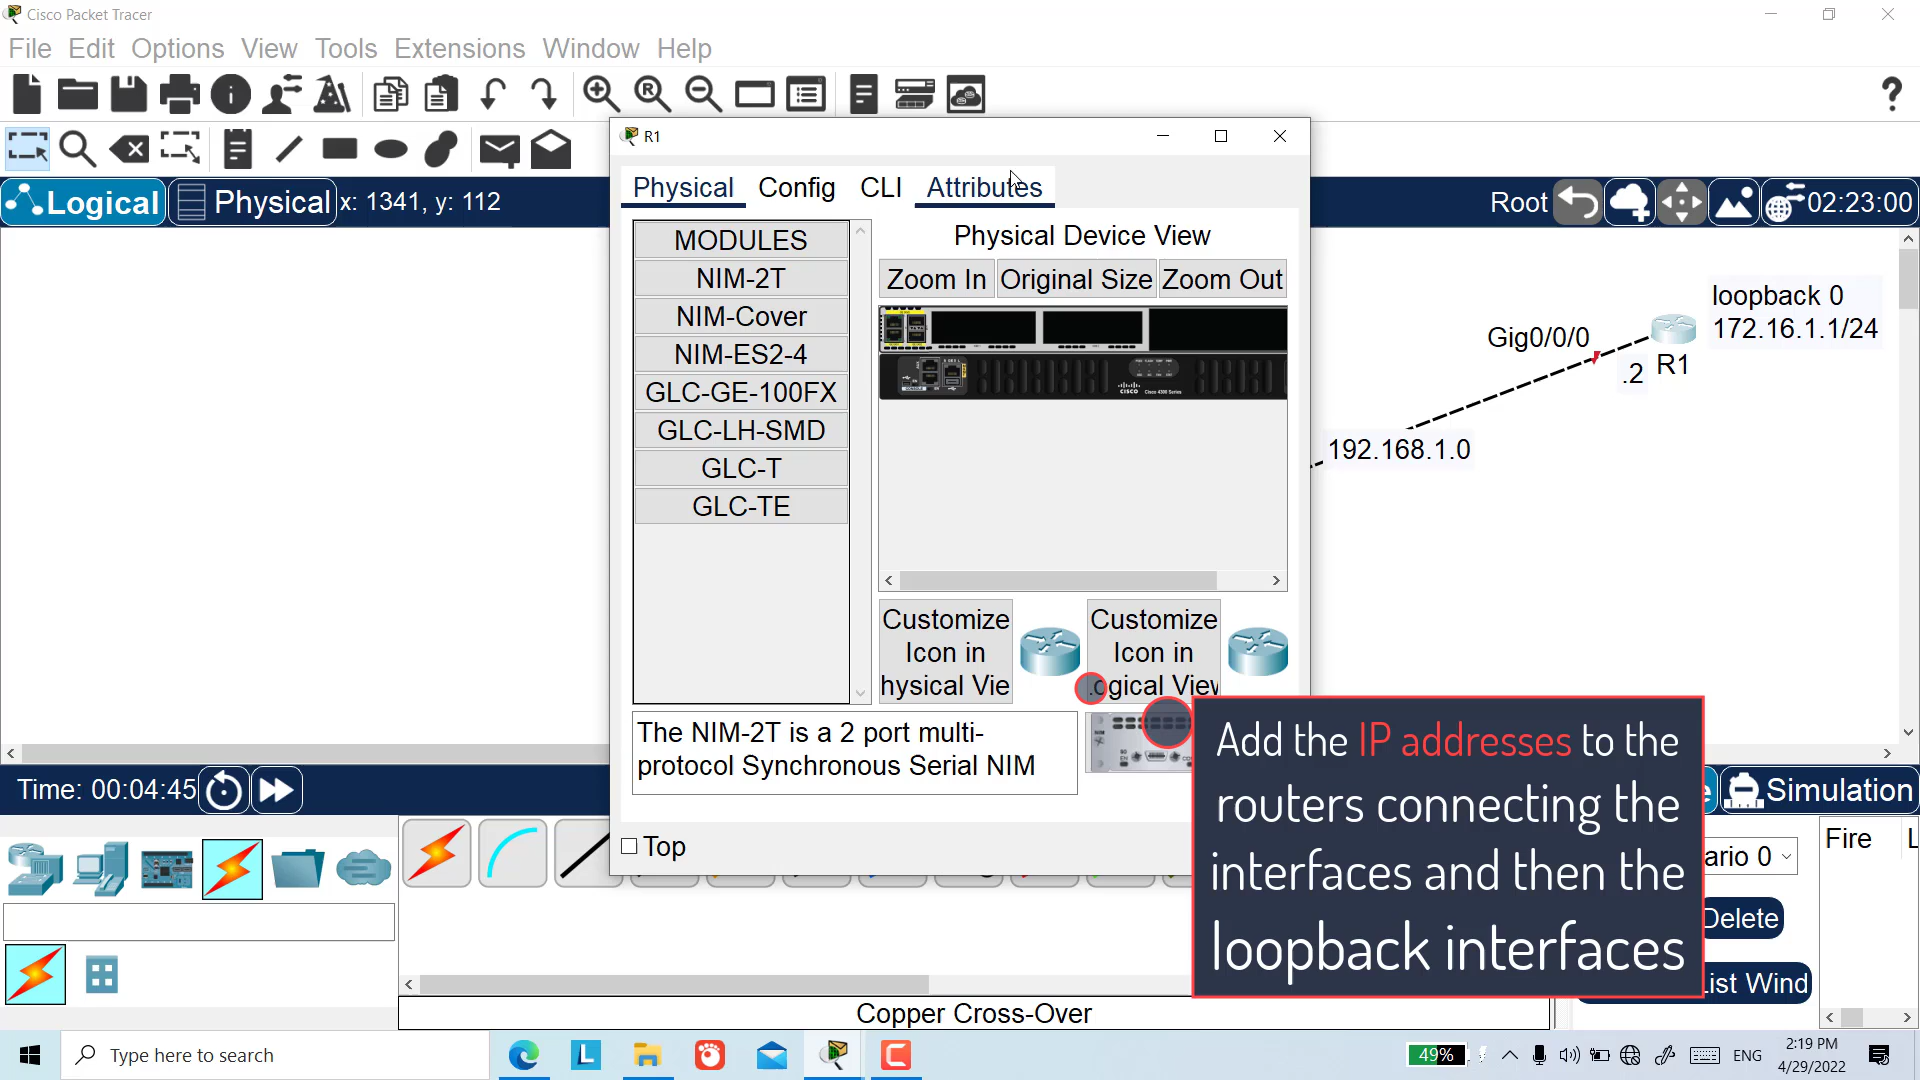 Cisco Packet Tracer
File Edit Options View Tools Extensions Window Help
R1
Physical Config CLI Attributes
Logical Physical x: 1341, y: 112
Root 02:23:00
MODULES
NIM-2T
NIM-Cover
NIM-ES2-4
GLC-GE-100FX
GLC-LH-SMD
GLC-T
GLC-TE
Physical Device View
Zoom In Original Size Zoom Out
loopback 0
172.16.1.1/24
Gig0/0/0
.2 R1
192.168.1.0
Customize
Icon in
hysical Vie
Customize
Icon in
ogical View
The NIM-2T is a 2 port multi-
protocol Synchronous Serial NIM
Add the IP addresses to the
routers connecting the
interfaces and then the
loopback interfaces
Time: 00:04:45
Simulation
Top
ario 0
Fire L
Delete
ist Wind
Copper Cross-Over
Type here to search
49%
ENG
2:19 PM
4/29/2022